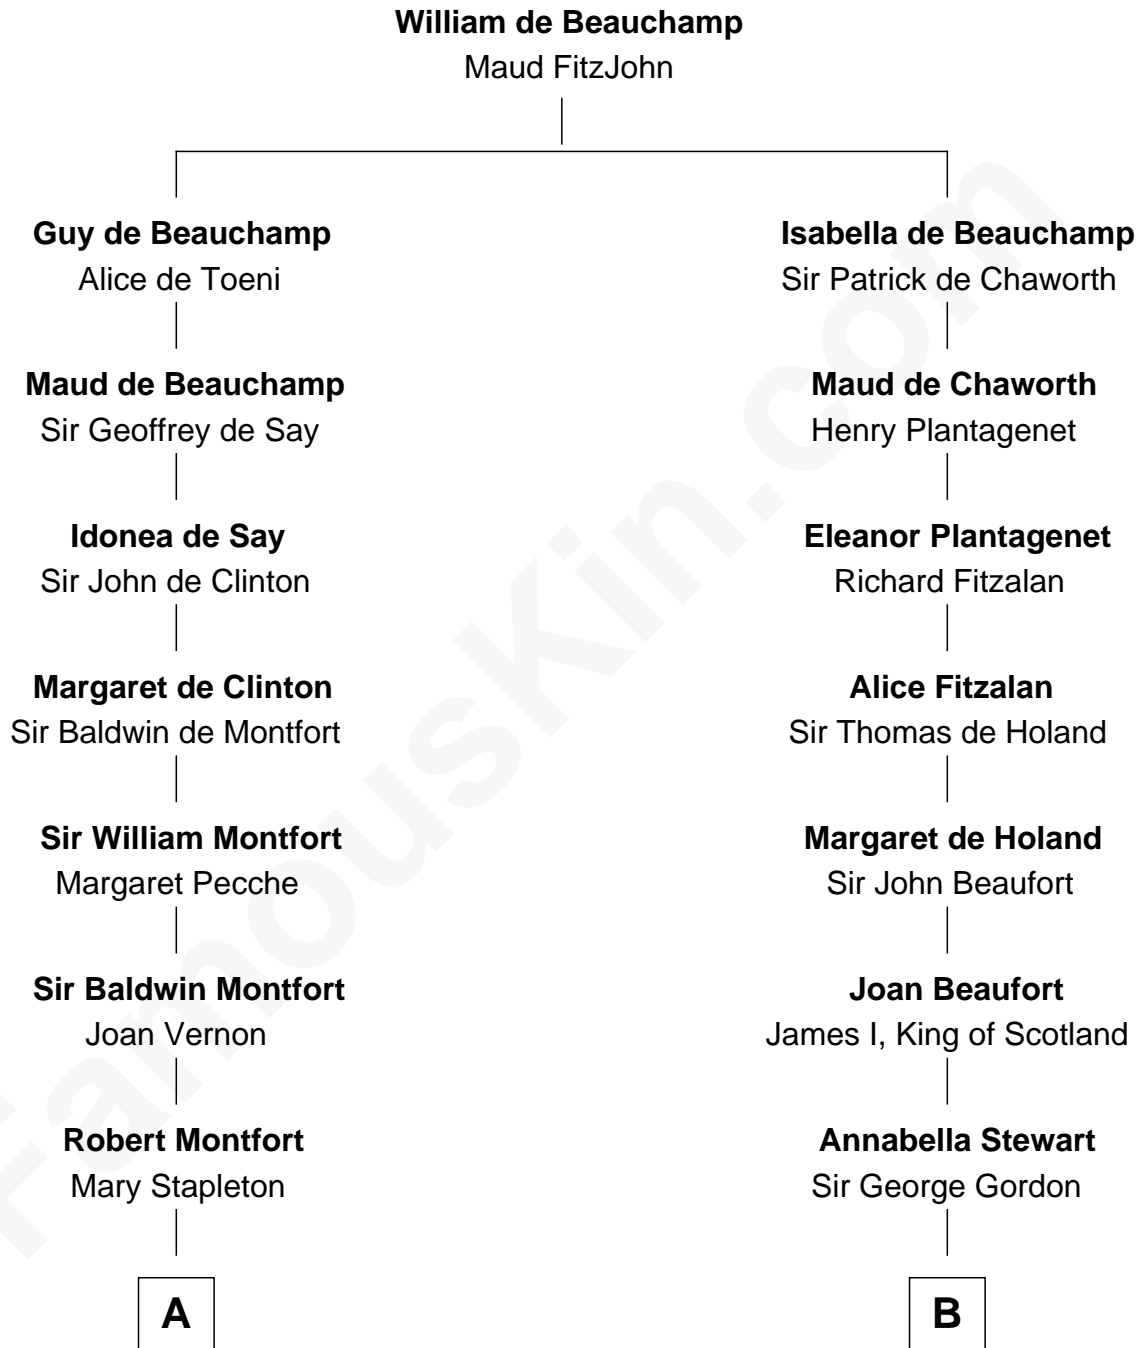 William de Beauchamp
Maud FitzJohn
Guy de Beauchamp
Alice de Toeni
Isabella de Beauchamp
Sir Patrick de Chaworth
Maud de Beauchamp
Sir Geoffrey de Say
Maud de Chaworth
Henry Plantagenet
Idonea de Say
Sir John de Clinton
Eleanor Plantagenet
Richard Fitzalan
Margaret de Clinton
Sir Baldwin de Montfort
Alice Fitzalan
Sir Thomas de Holand
Sir William Montfort
Margaret Pecche
Margaret de Holand
Sir John Beaufort
Sir Baldwin Montfort
Joan Vernon
Joan Beaufort
James I, King of Scotland
Robert Montfort
Mary Stapleton
Annabella Stewart
Sir George Gordon
A
B
FamousKin.com